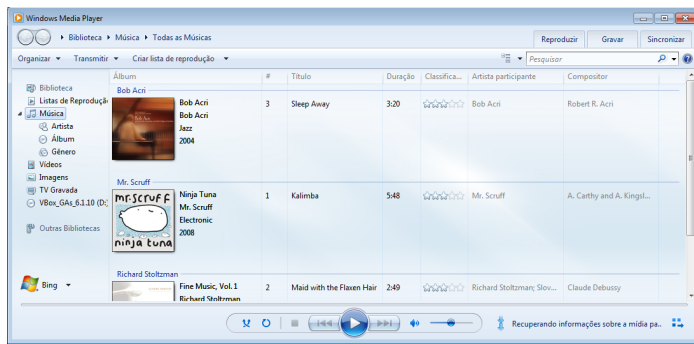 Windows Media Player
Biblioteca Música Todas as Músicas
Reproduzir Gravar Sincronizar
Organizar Transmitir Criar lista de reprodução Pesquisar
Álbum # Título Duração Classifica... Artista participante Compositor
Biblioteca
Listas de Reproduçã
Música
Artista
Álbum
Gênero
Vídeos
Imagens
TV Gravada
VBox_GAs_6.1.10 (D:)
Outras Bibliotecas
Bing
Bob Acri
Bob Acri 3 Sleep Away 3:20 Bob Acri Robert R. Acri
Bob Acri
Jazz
2004
Mr. Scruff
mr.scruff
ninja tuna
Ninja Tuna 1 Kalimba 5:48 Mr. Scruff A. Carthy and A. Kingsl...
Mr. Scruff
Electronic
2008
Richard Stoltzman
Fine Music, Vol. 1 2 Maid with the Flaxen Hair 2:49 Richard Stoltzman; Slov... Claude Debussy
Richard Stoltzman
Recuperando informações sobre a mídia pa..